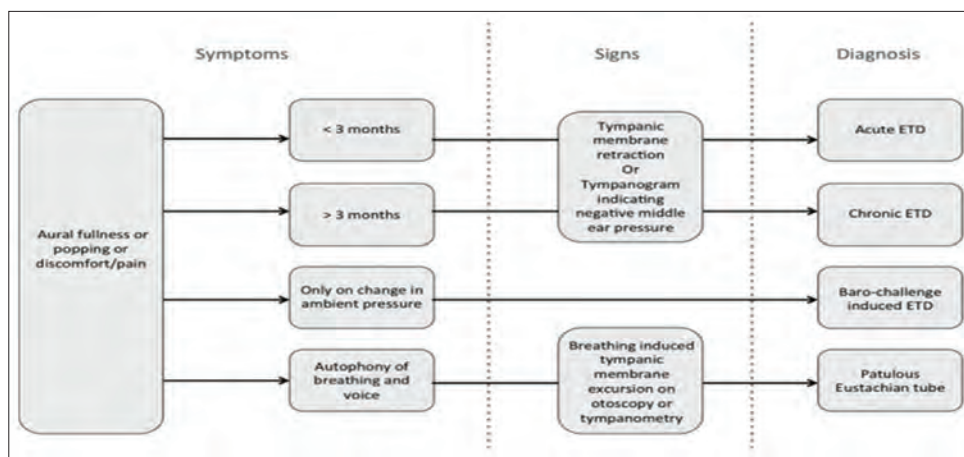 Symptoms
Signs
Diagnosis
Aural fullness or
popping or
discomfort/pain
< 3 months
> 3 months
Only on change in
ambient pressure
Autophony of
breathing and
voice
Tympanic
membrane
retraction
Or
Tympanogram
indicating
negative middle
ear pressure
Breathing induced
tympanic
membrane
excursion on
otoscopy or
tympanometry
Acute ETD
Chronic ETD
Baro-challenge
induced ETD
Patulous
Eustachian tube